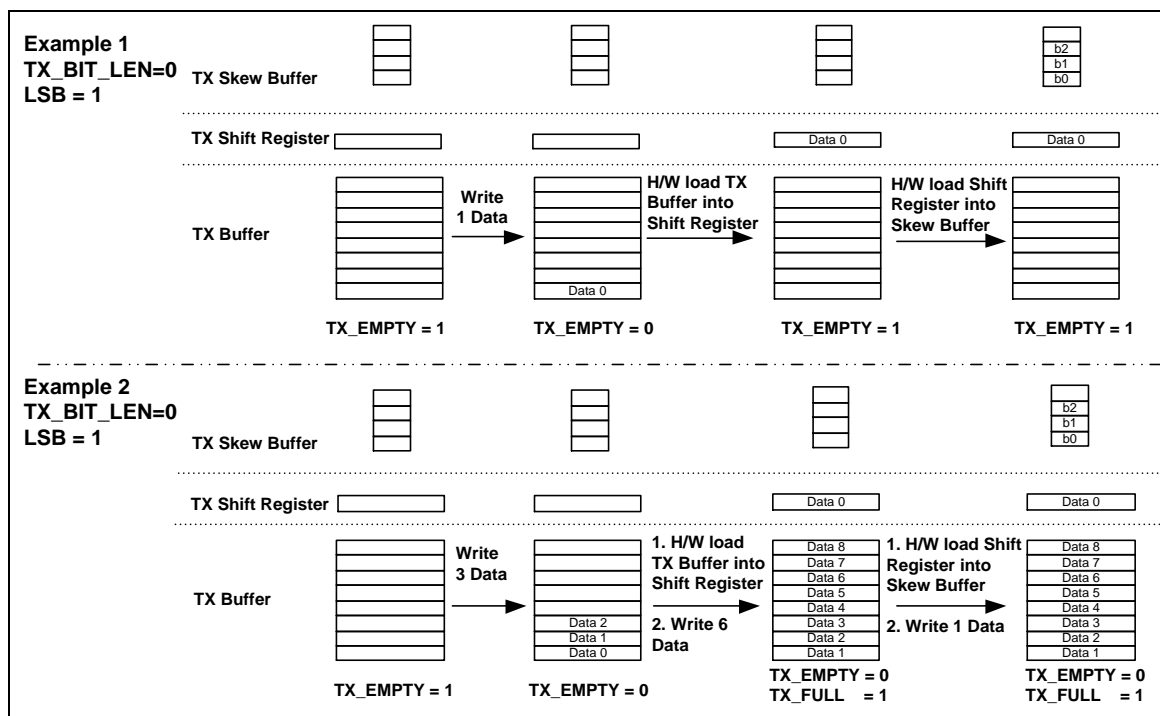 Example 1
TX_BIT_LEN=0
LSB = 1
TX Skew Buffer
b2
b1
b0
TX Shift Register
Data 0
Data 0
TX Buffer
Write
1 Data
Data 0
H/W load TX
Buffer into
Shift Register
H/W load Shift
Register into
Skew Buffer
TX_EMPTY = 1
TX_EMPTY = 0
TX_EMPTY = 1
TX_EMPTY = 1
Example 2
TX_BIT_LEN=0
LSB = 1
TX Skew Buffer
b2
b1
b0
TX Shift Register
Data 0
Data 0
TX Buffer
Write
3 Data
Data 2
Data 1
Data 0
1. H/W load
TX Buffer into
Shift Register
2. Write 6
Data
Data 8
Data 7
Data 6
Data 5
Data 4
Data 3
Data 2
Data 1
1. H/W load Shift
Register into
Skew Buffer
2. Write 1 Data
Data 8
Data 7
Data 6
Data 5
Data 4
Data 3
Data 2
Data 1
TX_EMPTY = 1
TX_EMPTY = 0
TX_EMPTY = 0
TX_FULL = 1
TX_EMPTY = 0
TX_FULL = 1